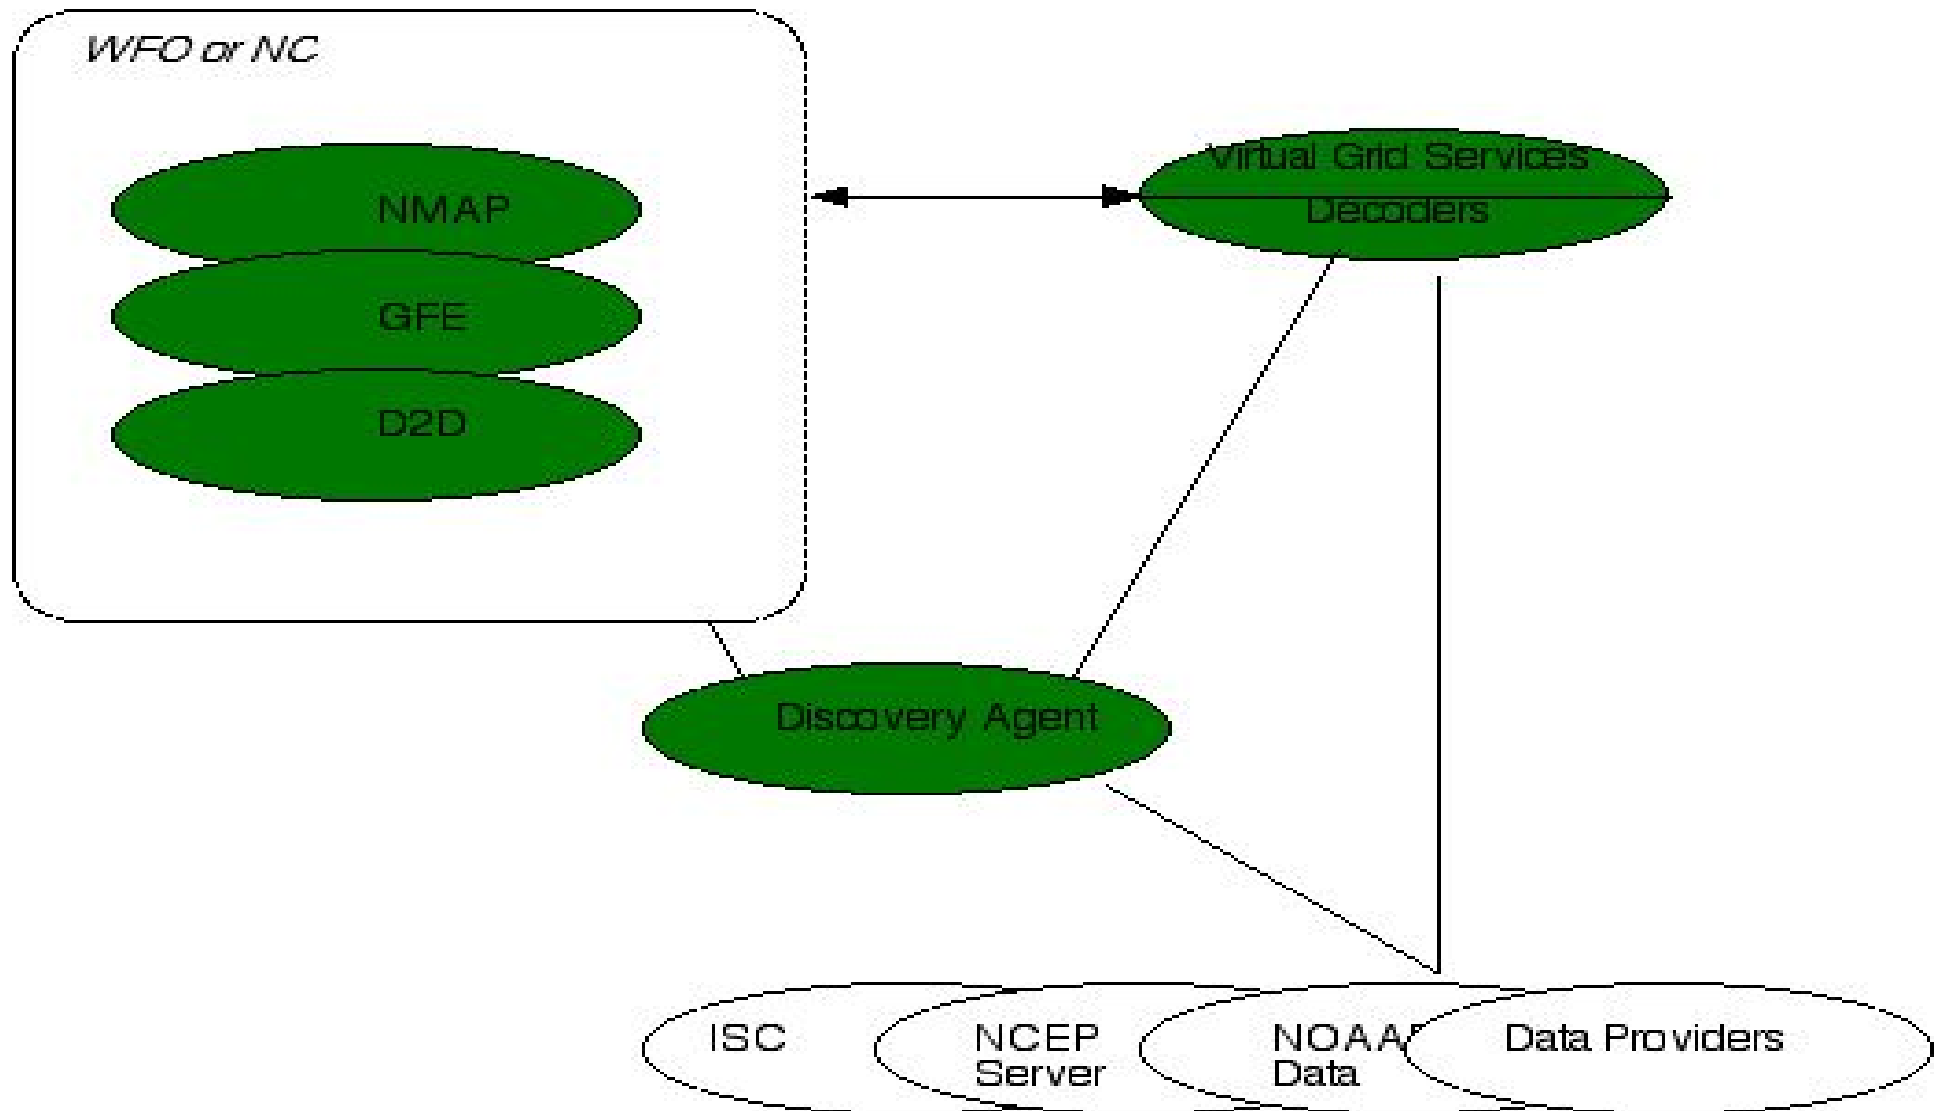 WFO or NC
NMAP
GFE
D2D
Virtual Grid Services
Decoders
Discovery Agent
ISC
NCEP
Server
NOAA
Data
Data Providers